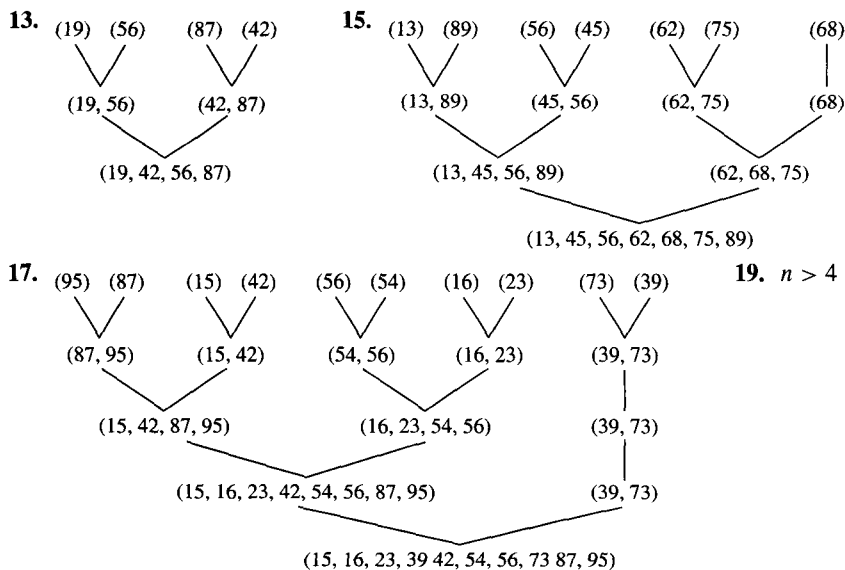 13. (19) (56) (87) (42)
(19, 56) (42, 87)
(19, 42, 56, 87)
15. (13) (89) (56) (45) (62) (75) (68)
(13, 89) (45, 56) (62, 75) (68)
(13, 45, 56, 89) (62, 68, 75)
(13, 45, 56, 62, 68, 75, 89)
17. (95) (87) (15) (42) (56) (54) (16) (23) (73) (39)
(87, 95) (15, 42) (54, 56) (16, 23) (39, 73)
(15, 42, 87, 95) (16, 23, 54, 56) (39, 73)
(15, 16, 23, 42, 54, 56, 87, 95) (39, 73)
(15, 16, 23, 39 42, 54, 56, 73 87, 95)
19. n > 4